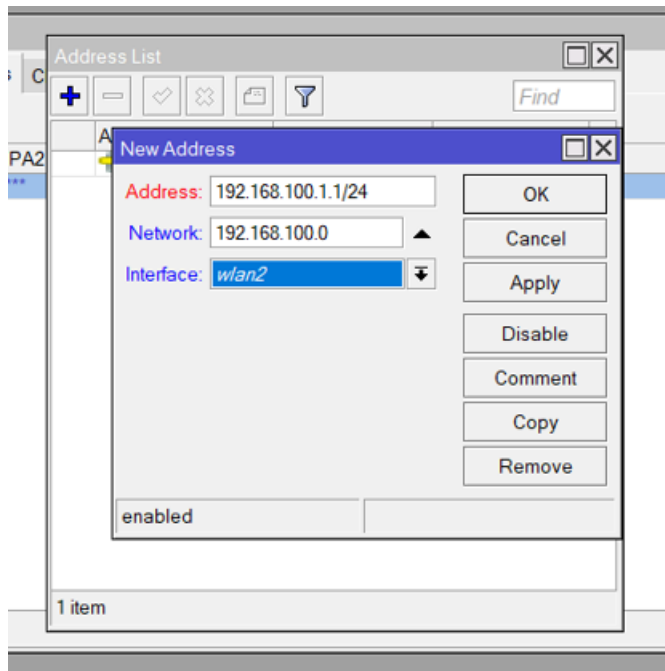 Address List
C
Find
A
PA2
***
New Address
Address: 192.168.100.1.1/24
OK
Network: 192.168.100.0
Cancel
Interface: wlan2
Apply
Disable
Comment
Copy
Remove
enabled
1 item